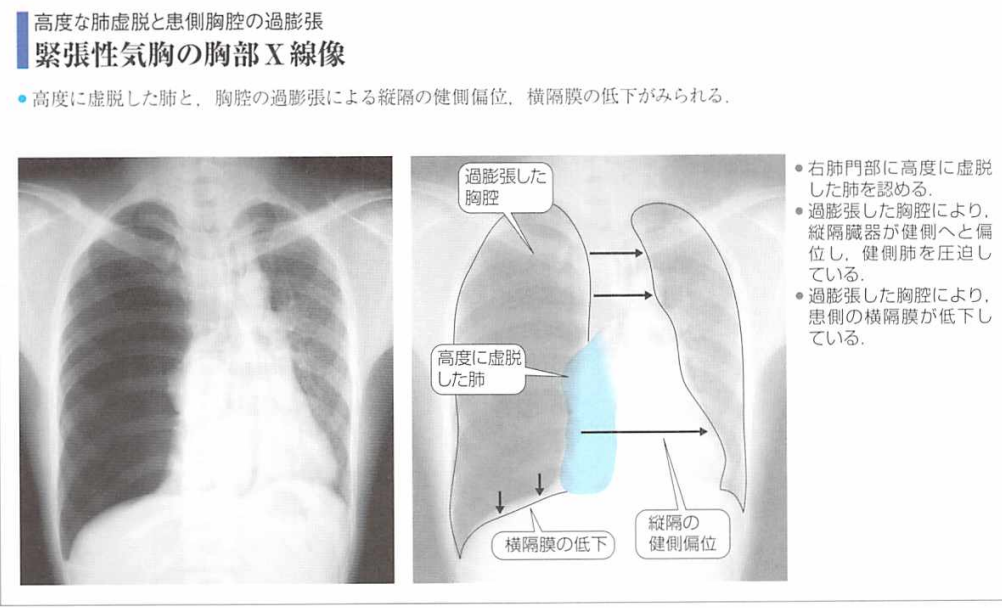 高度な肺虚脱と患側胸腔の過膨張
緊張性気胸の胸部X線像
●高度に虚脱した肺と，胸腔の過膨張による縦隔の健側偏位，横隔膜の低下がみられる．
過膨張した
胸腔
高度に虚脱
した肺
横隔膜の低下
縦隔の
健側偏位
●右肺門部に高度に虚脱
した肺を認める．
●過膨張した胸腔により，
縦隔臓器が健側へと偏
位し，健側肺を圧迫し
ている．
●過膨張した胸腔により，
患側の横隔膜が低下し
ている．